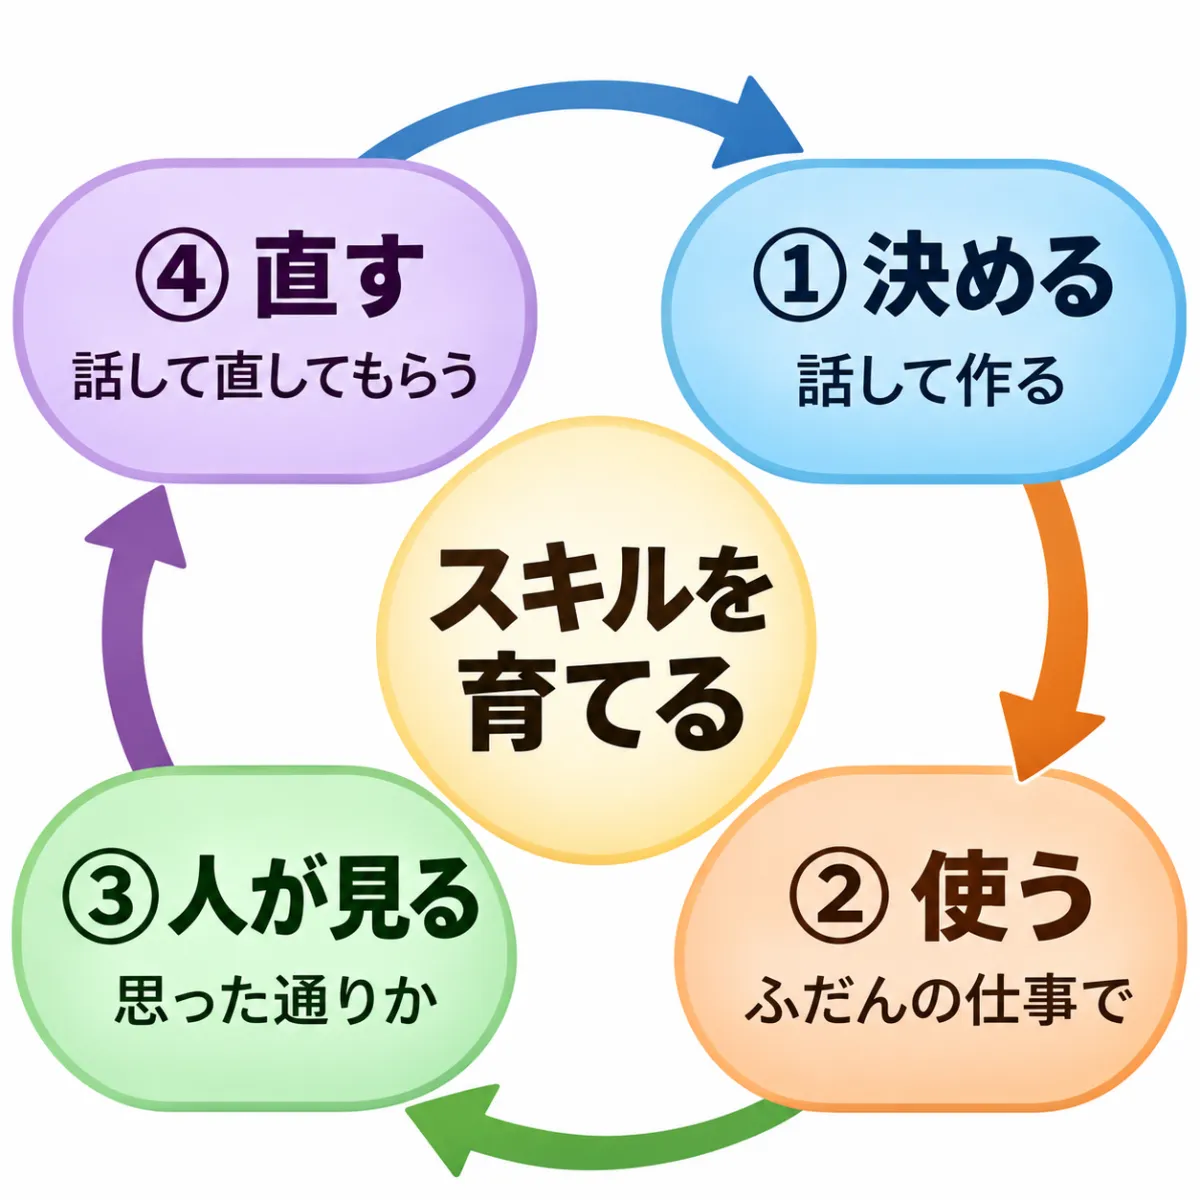 スキルを
育てる
① 決める
話して作る
② 使う
ふだんの仕事で
③人が見る
思った通りか
④ 直す
話して直してもらう